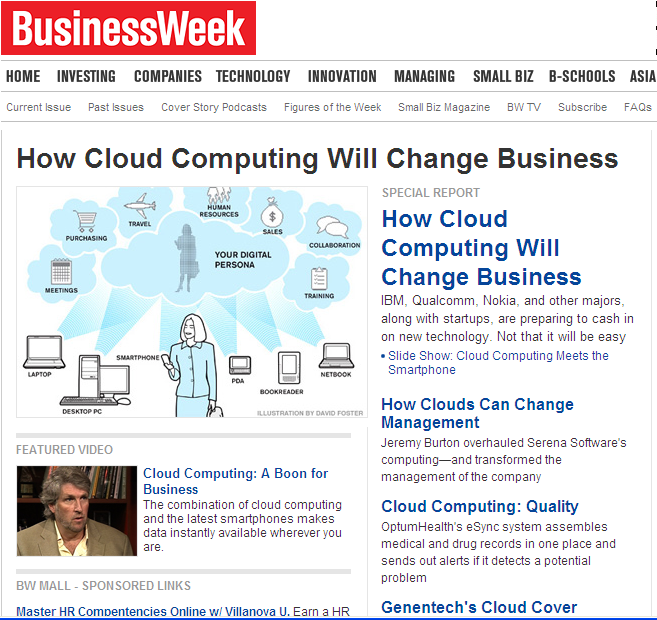 BusinessWeek
HOME INVESTING COMPANIES TECHNOLOGY INNOVATION MANAGING SMALL BIZ B-SCHOOLS ASIA
Current Issue Past Issues Cover Story Podcasts Figures of the Week Small Biz Magazine BW TV Subscribe FAQs
How Cloud Computing Will Change Business
HUMAN
RESOURCES
TRAVEL
SALES
PURCHASING
COLLABORATION
YOUR DIGITAL
PERSONA
MEETINGS
TRAINING
SMARTPHONE
LAPTOP
PDA
NETBOOK
BOOKREADER
DESKTOP PC
ILLUSTRATION BY DAVID FOSTER
FEATURED VIDEO
Cloud Computing: A Boon for
Business
The combination of cloud computing
and the latest smartphones makes
data instantly available wherever you
are.
BW MALL - SPONSORED LINKS
Master HR Compentencies Online w/ Villanova U. Earn a HR
SPECIAL REPORT
How Cloud
Computing Will
Change Business
IBM, Qualcomm, Nokia, and other majors,
along with startups, are preparing to cash in
on new technology. Not that it will be easy
• Slide Show: Cloud Computing Meets the
Smartphone
How Clouds Can Change
Management
Jeremy Burton overhauled Serena Software's
computing—and transformed the
management of the company
Cloud Computing: Quality
OptumHealth's eSync system assembles
medical and drug records in one place and
sends out alerts if it detects a potential
problem
Genentech's Cloud Cover